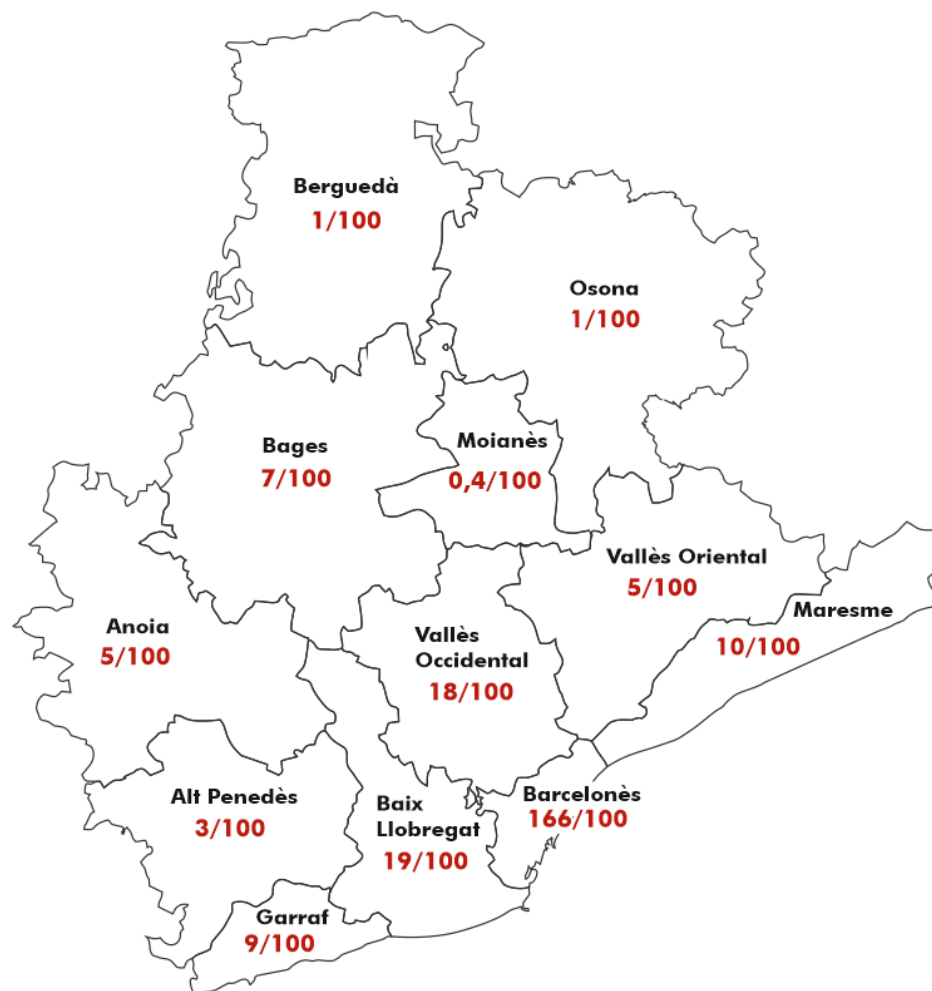 Berguedà
1/100
Osona
1/100
Bages
7/100
Moianès
0,4/100
Vallès Oriental
5/100
Maresme
10/100
Anoia
5/100
Vallès
Occidental
18/100
Alt Penedès
3/100
Baix
Llobregat
19/100
Barcelonès
166/100
Garraf
9/100